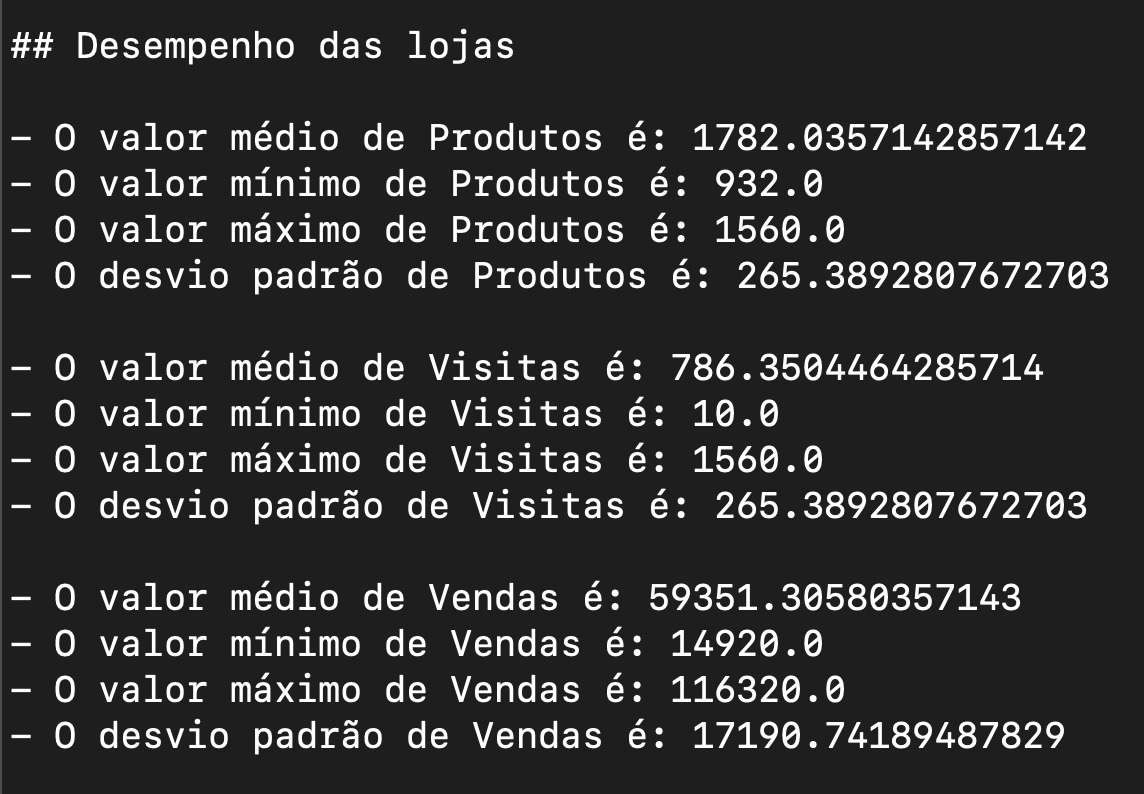 ## Desempenho das lojas
- O valor médio de Produtos é: 1782.0357142857142
- O valor mínimo de Produtos é: 932.0
- O valor máximo de Produtos é: 1560.0
- O desvio padrão de Produtos é: 265.3892807672703
- O valor médio de Visitas é: 786.3504464285714
- O valor mínimo de Visitas é: 10.0
- O valor máximo de Visitas é: 1560.0
- O desvio padrão de Visitas é: 265.3892807672703
- O valor médio de Vendas é: 59351.30580357143
- O valor mínimo de Vendas é: 14920.0
- O valor máximo de Vendas é: 116320.0
- O desvio padrão de Vendas é: 17190.74189487829